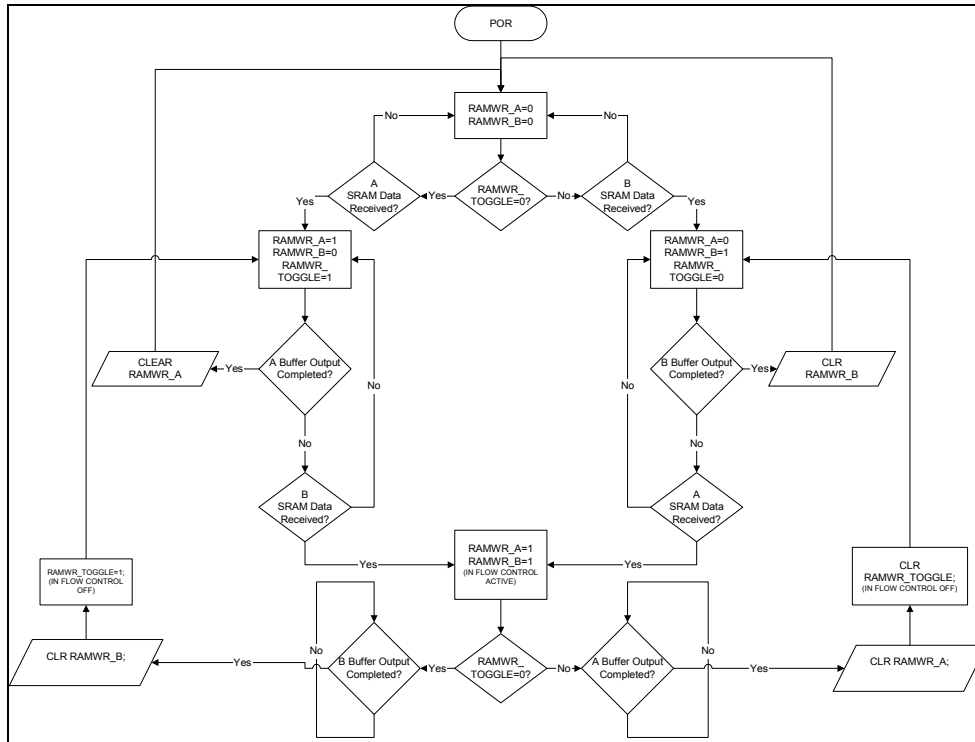 POR
RAMWR_A=0
RAMWR_B=0
No
No
A
SRAM Data
Received?
Yes
RAMWR_
TOGGLE=0?
No
B
SRAM Data
Received?
Yes
Yes
RAMWR_A=1
RAMWR_B=0
RAMWR_
TOGGLE=1
RAMWR_A=0
RAMWR_B=1
RAMWR_
TOGGLE=0
CLEAR
RAMWR_A
Yes
A Buffer Output
Completed?
No
No
B Buffer Output
Completed?
Yes
CLR
RAMWR_B
No
No
B
SRAM Data
Received?
A
SRAM Data
Received?
Yes
RAMWR_A=1
RAMWR_B=1
(IN FLOW CONTROL
ACTIVE)
Yes
RAMWR_TOGGLE=1;
(IN FLOW CONTROL
OFF)
CLR
RAMWR_TOGGLE;
(IN FLOW CONTROL OFF)
CLR RAMWR_B;
Yes
No
B Buffer Output
Completed?
Yes
RAMWR_
TOGGLE=0?
No
A Buffer Output
Completed?
No
Yes
CLR RAMWR_A;